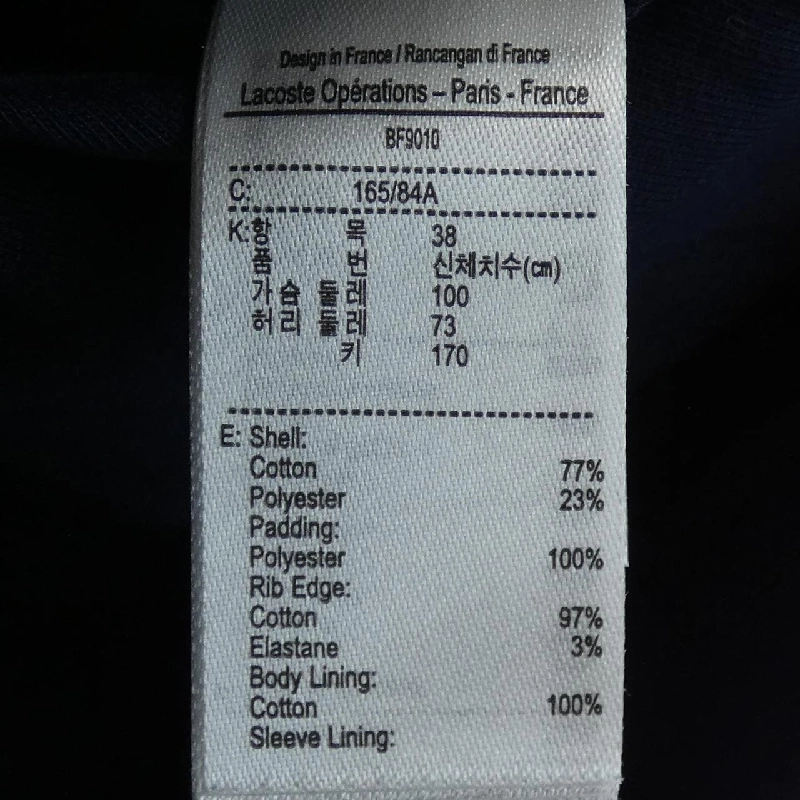 Design in France / Rancangan di France
Lacoste Opérations – Paris - France
BF9010
C: 165/84A
K: 항 목 38
품 번 신체치수(cm)
가 슴 둘 레 100
허 리 둘 레 73
키 170
E: Shell:
Cotton 77%
Polyester 23%
Padding:
Polyester 100%
Rib Edge:
Cotton 97%
Elastane 3%
Body Lining:
Cotton 100%
Sleeve Lining: